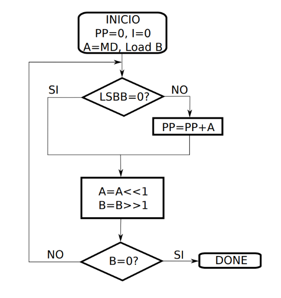 INICIO
PP=0, I=0
A=MD, Load B
SI
LSBB=0?
NO
PP=PP+A
A=A<<1
B=B>>1
NO
B=0?
SI
DONE